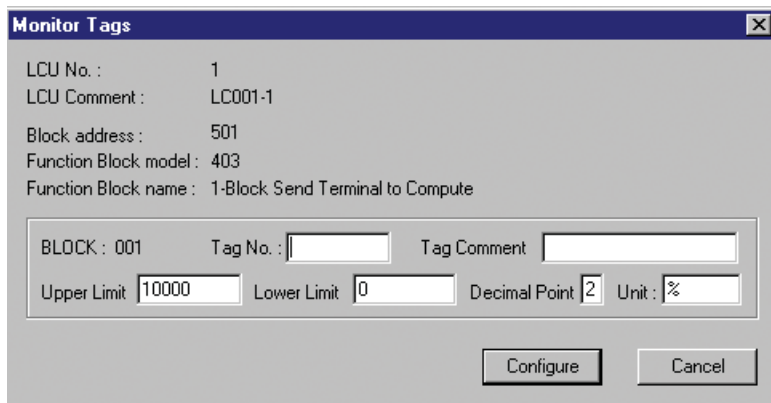 Monitor Tags
LCU No. : 1
LCU Comment : LC001-1
Block address : 501
Function Block model : 403
Function Block name : 1-Block Send Terminal to Compute
BLOCK : 001 Tag No. : Tag Comment
Upper Limit 10000 Lower Limit 0 Decimal Point 2 Unit : %
Configure Cancel